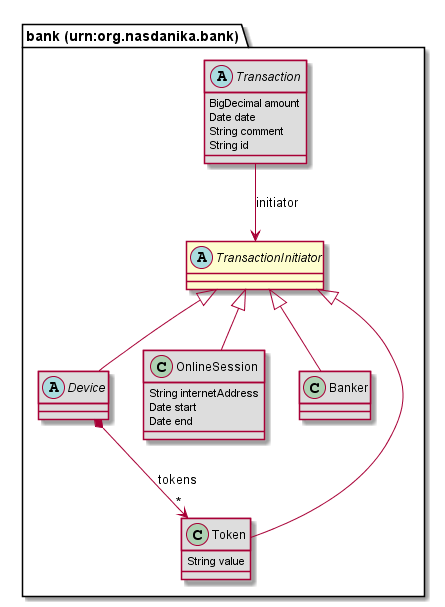 bank (urn:org.nasdanika.bank)
A Transaction
BigDecimal amount
Date date
String comment
String id
initiator
A TransactionInitiator
C OnlineSession
String internetAddress
Date start
Date end
A Device
C Banker
tokens
*
C Token
String value